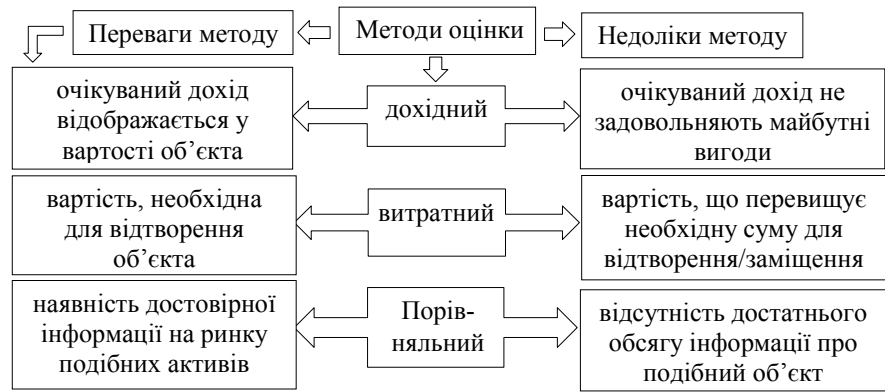 Переваги методу
Методи оцінки
Недоліки методу
очікуваний дохід
відображається у
вартості об’єкта
дохідний
очікуваний дохід не
задовольняють майбутні
вигоди
вартість, необхідна
для відтворення
об’єкта
витратний
вартість, що перевищує
необхідну суму для
відтворення/заміщення
наявність достовірної
інформації на ринку
подібних активів
Порів-
няльний
відсутність достатнього
обсягу інформації про
подібний об’єкт